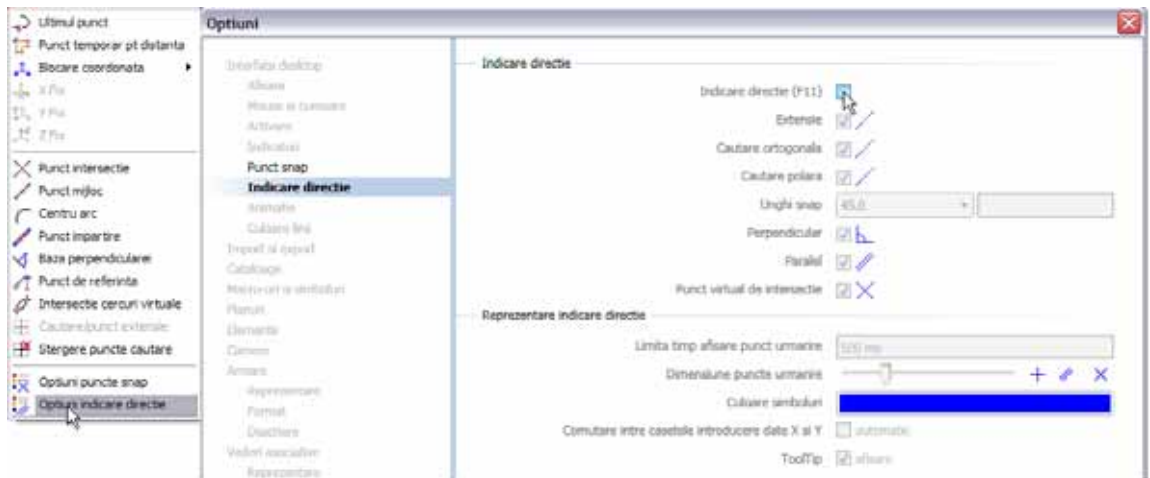 Ultimul punct
Punct temporar pt distanta
Blocare coordonata
X Fix
Y Fix
Z Fix
Punct intersectie
Punct mijloc
Centru arc
Punct impartire
Baza perpendicularei
Punct de referinta
Intersectie cercuri virtuale
Cautare/punct extensie
Stergere puncte cautare
Optiuni puncte snap
Optiuni indicare directie
Optiuni
Interfata desktop
Afisare
Mouse si cursoare
Activare
Indicatori
Punct snap
Indicare directie
Animatie
Culoare lini
Import si export
Cataloage
Macro-uri si simboluri
Planuri
Elemente
Camere
Armare
Reprezentare
Format
Vederi asociative
Reprezentare
Indicare directie
Indicare directie (F11)
Extensie
Cautare ortogonala
Cautare polara
Unghi snap 45.0
Perpendicular
Paralel
Punct virtual de intersectie
Reprezentare indicare directie
Limita timp afisare punct urmarire 500 ms
Dimensiune puncte urmarire
Culoare simboluri
Comutare intre casetele introducere date X si Y automatic
ToolTip afisare